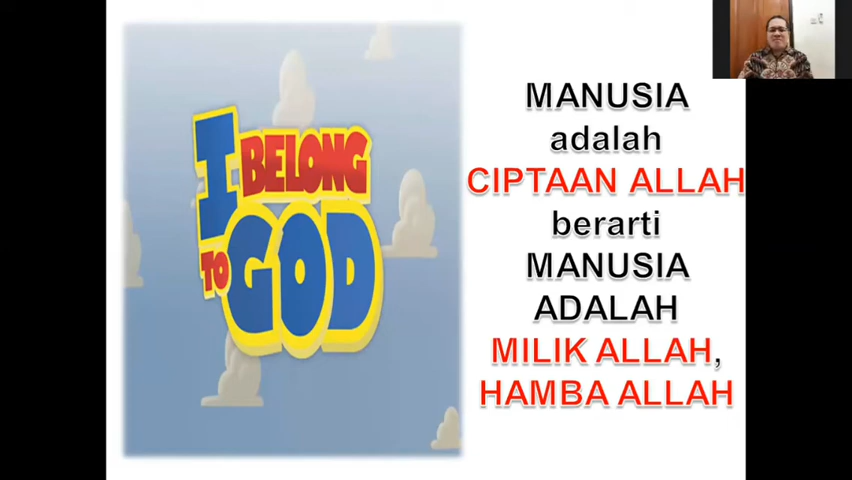 I BELONG
TO GOD
MANUSIA
adalah
CIPTAAN ALLAH
berarti
MANUSIA
ADALAH
MILIK ALLAH,
HAMBA ALLAH